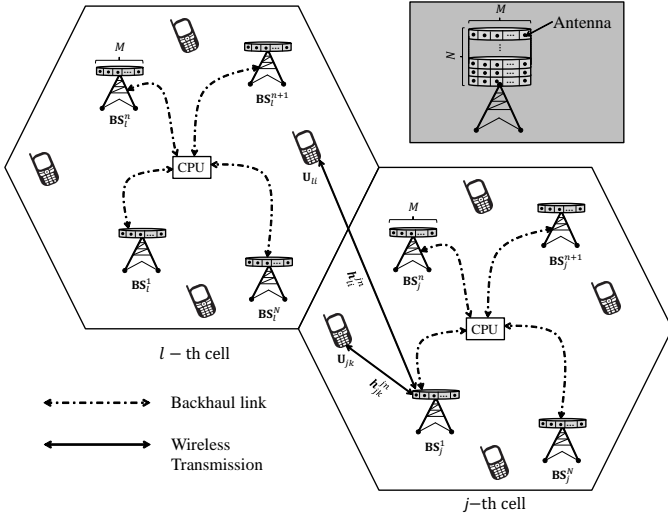 M
BS_l^n
BS_l^{n+1}
CPU
BS_l^1
BS_l^N
U_{li}
l − th cell
M
N
Antenna
M
BS_j^n
BS_j^{n+1}
CPU
BS_j^1
BS_j^N
h_{li}^{jn}
U_{jk}
h_{jk}^{jn}
j−th cell
Backhaul link
Wireless
Transmission